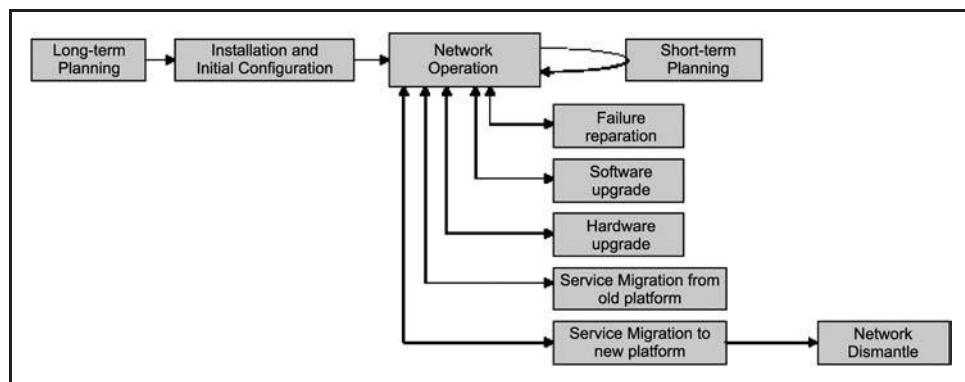 Long-term
Planning
Installation and
Initial Configuration
Network
Operation
Short-term
Planning
Failure
reparation
Software
upgrade
Hardware
upgrade
Service Migration from
old platform
Service Migration to
new platform
Network
Dismantle